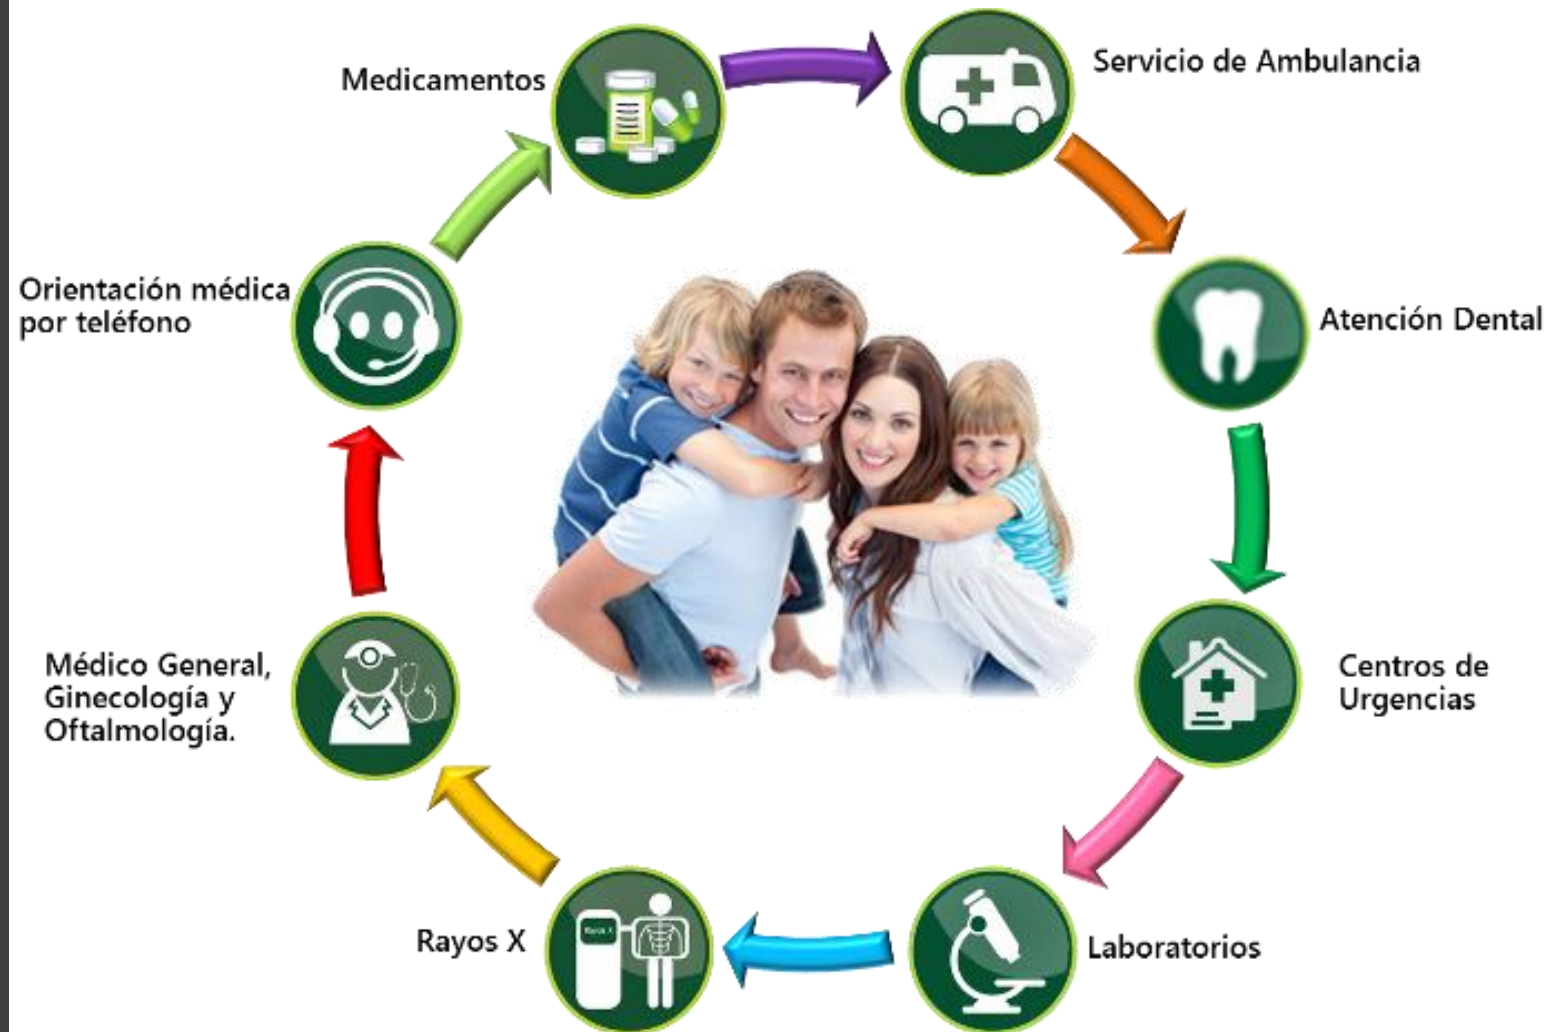 Medicamentos
Servicio de Ambulancia
Orientación médica
por teléfono
Atención Dental
Médico General,
Ginecología y
Oftalmología.
Centros de
Urgencias
Rayos X
Rayos X
Laboratorios